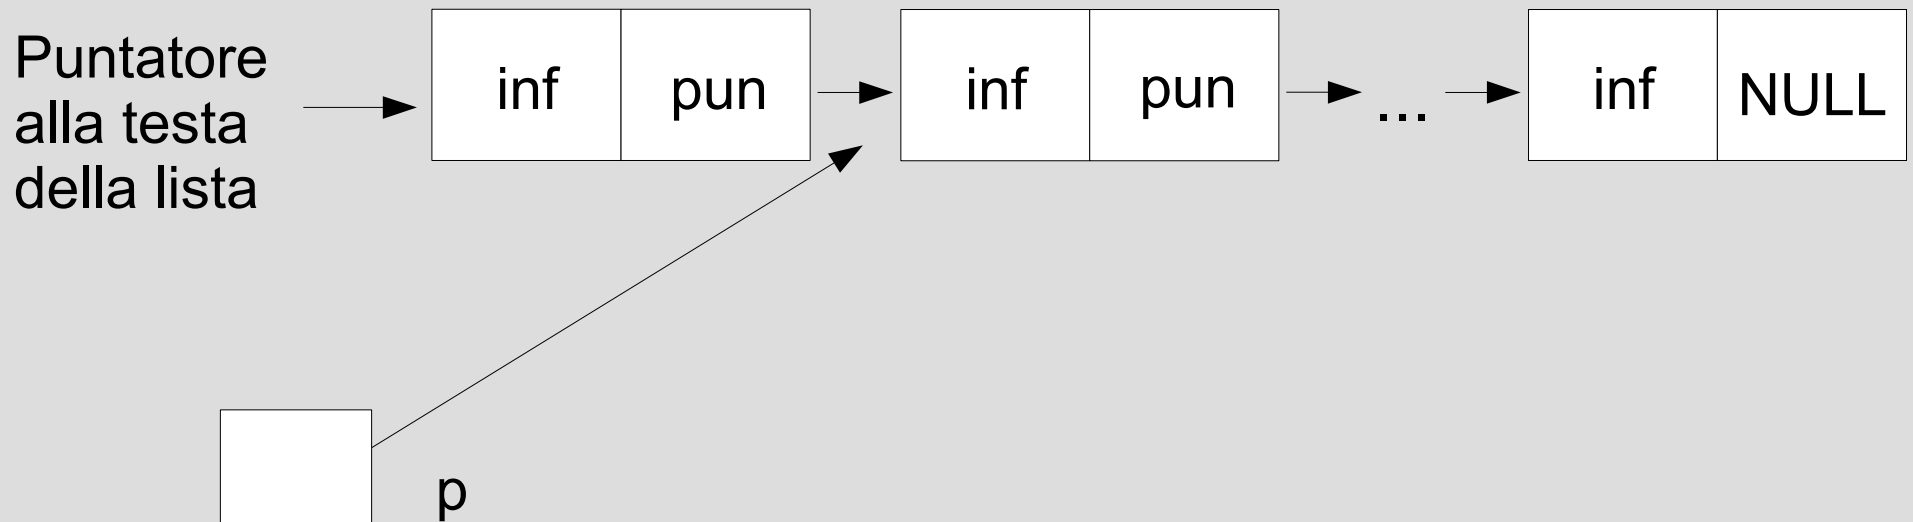 Puntatore
alla testa
della lista
inf pun inf pun ... inf NULL
p